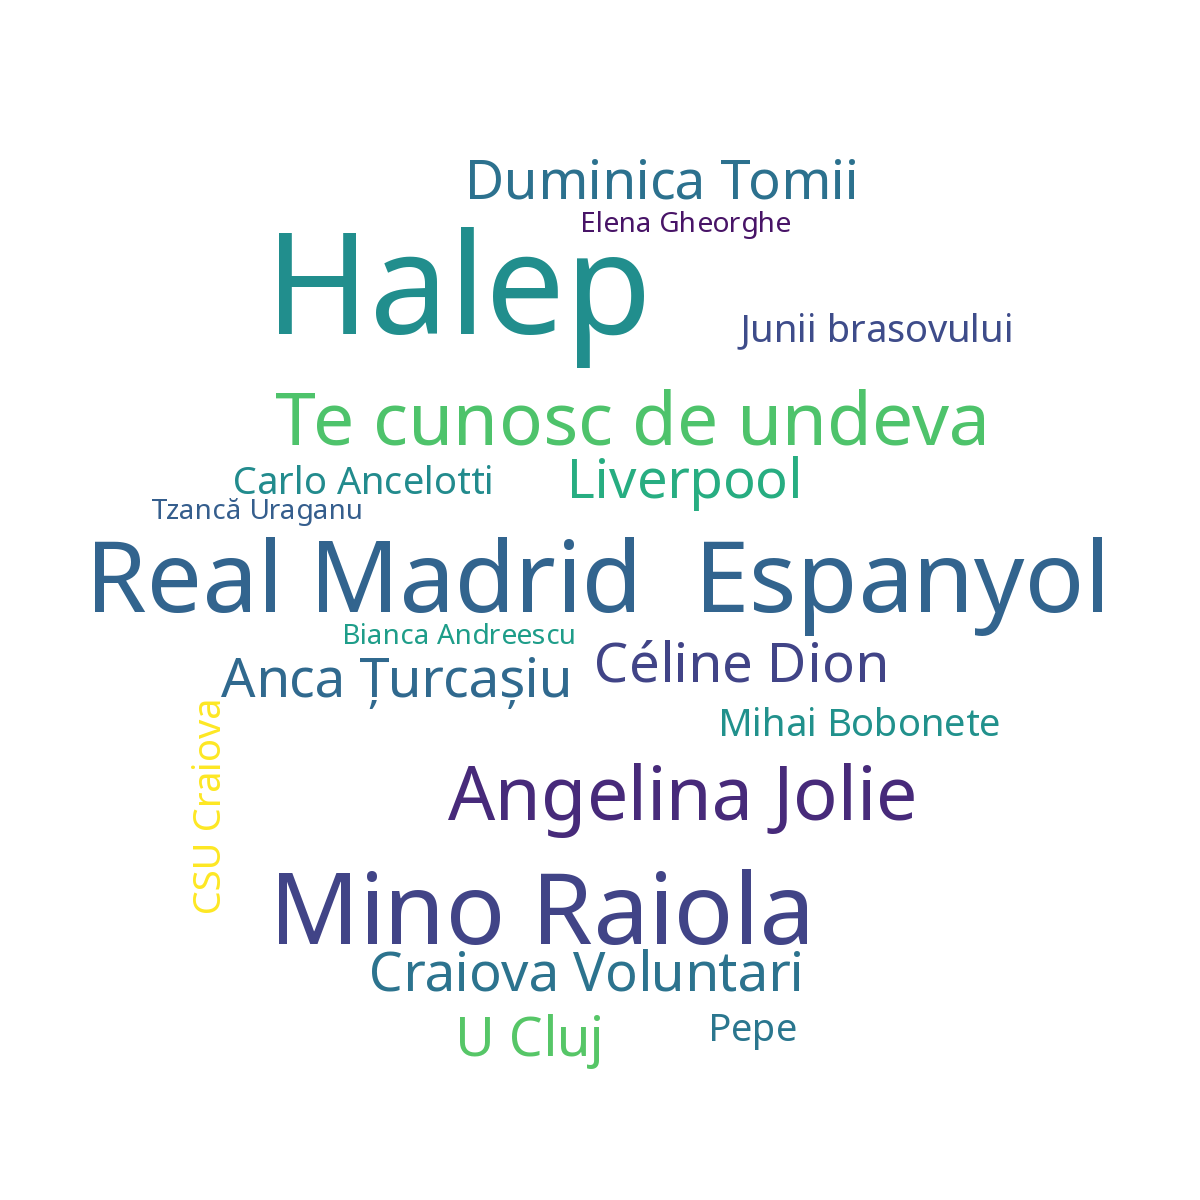 Duminica Tomii
Elena Gheorghe
Halep
Junii brasovului
Te cunosc de undeva
Carlo Ancelotti
Liverpool
Tzancă Uraganu
Real Madrid  Espanyol
Bianca Andreescu
Céline Dion
Anca Țurcașiu
Mihai Bobonete
CSU Craiova
Angelina Jolie
Mino Raiola
Craiova Voluntari
U Cluj
Pepe